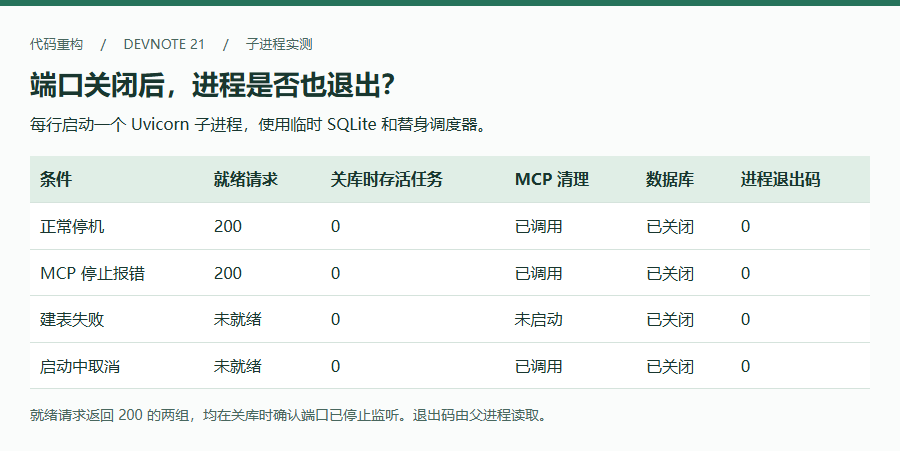 代码重构 / DEVNOTE 21 / 子进程实测
端口关闭后，进程是否也退出？
每行启动一个 Uvicorn 子进程，使用临时 SQLite 和替身调度器。
条件 就绪请求 关库时存活任务 MCP 清理 数据库 进程退出码
正常停机 200 0 已调用 已关闭 0
MCP 停止报错 200 0 已调用 已关闭 0
建表失败 未就绪 0 未启动 已关闭 0
启动中取消 未就绪 0 已调用 已关闭 0
就绪请求返回 200 的两组，均在关库时确认端口已停止监听。退出码由父进程读取。